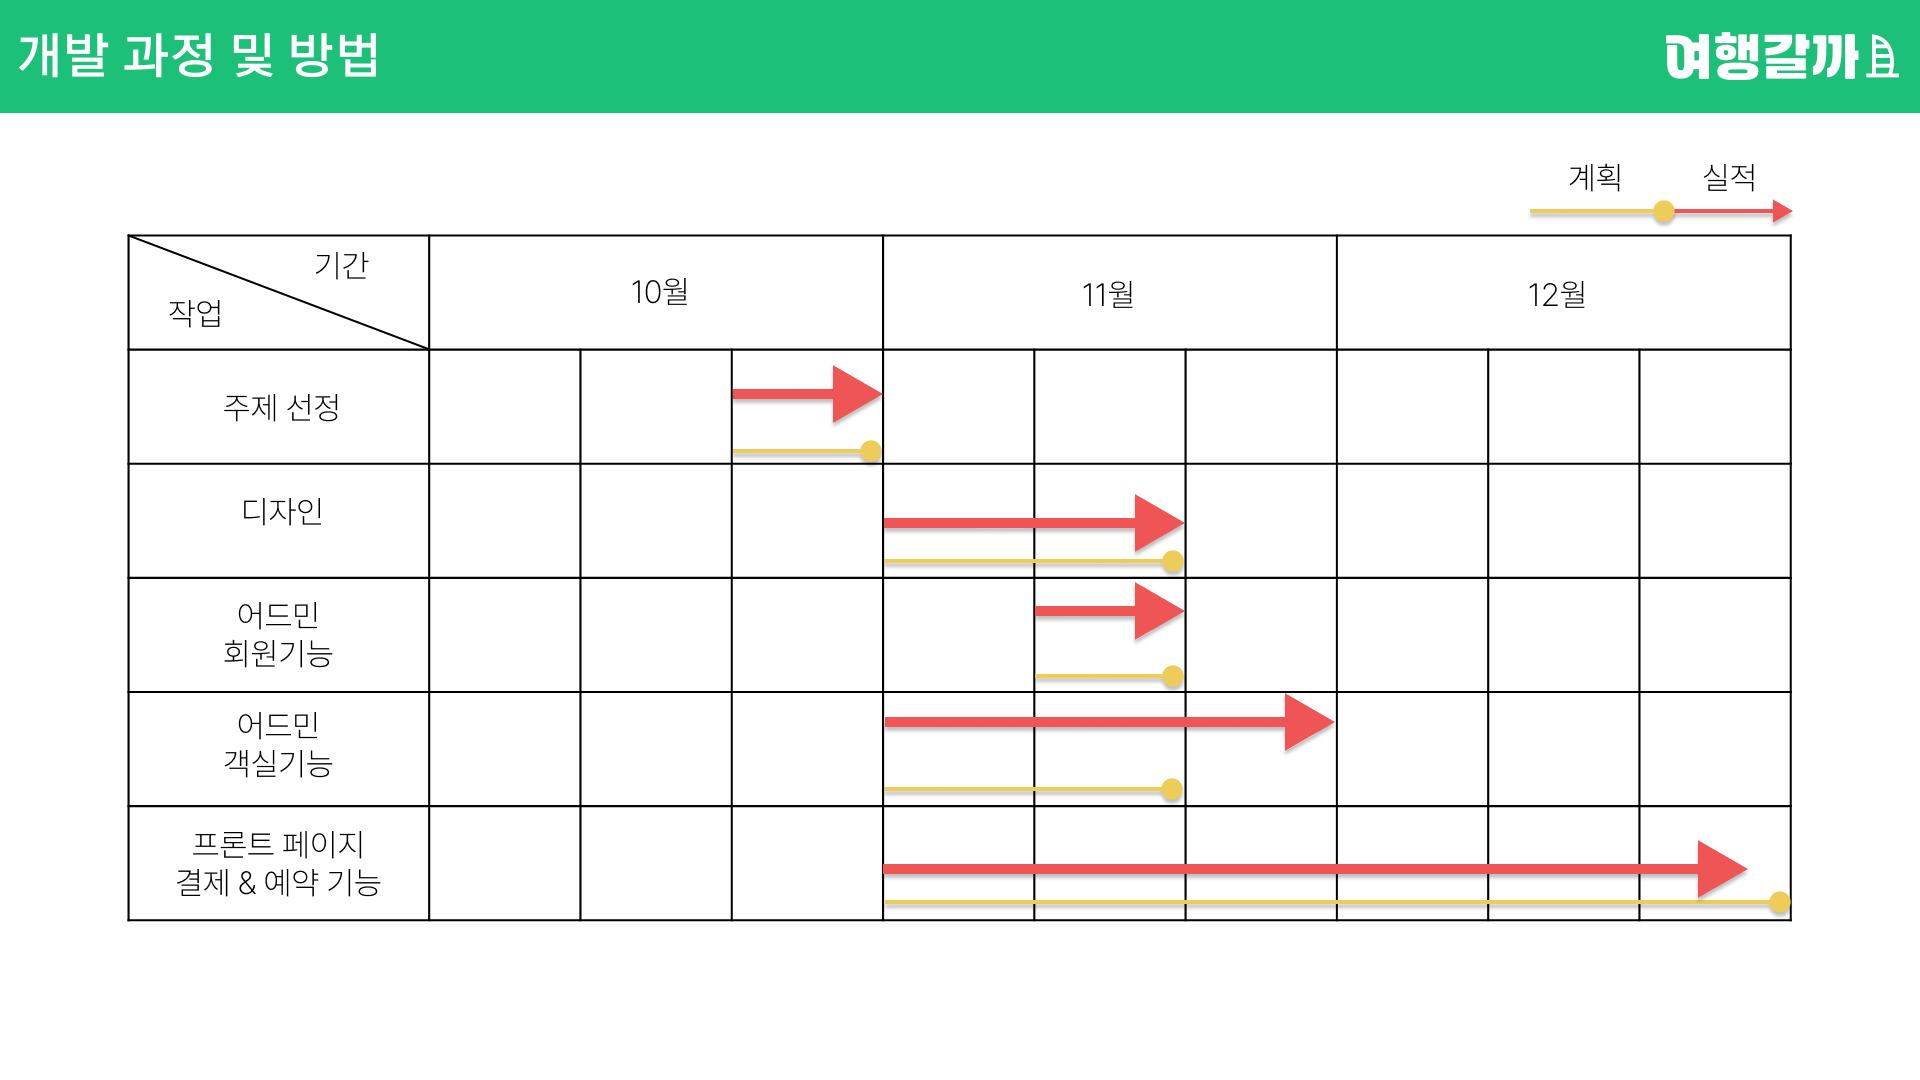 개발 과정 및 방법
여행갈까
계획
실적
기간
작업
10월
11월
12월
주제 선정
디자인
어드민
회원기능
어드민
객실기능
프론트 페이지
결제 & 예약 기능